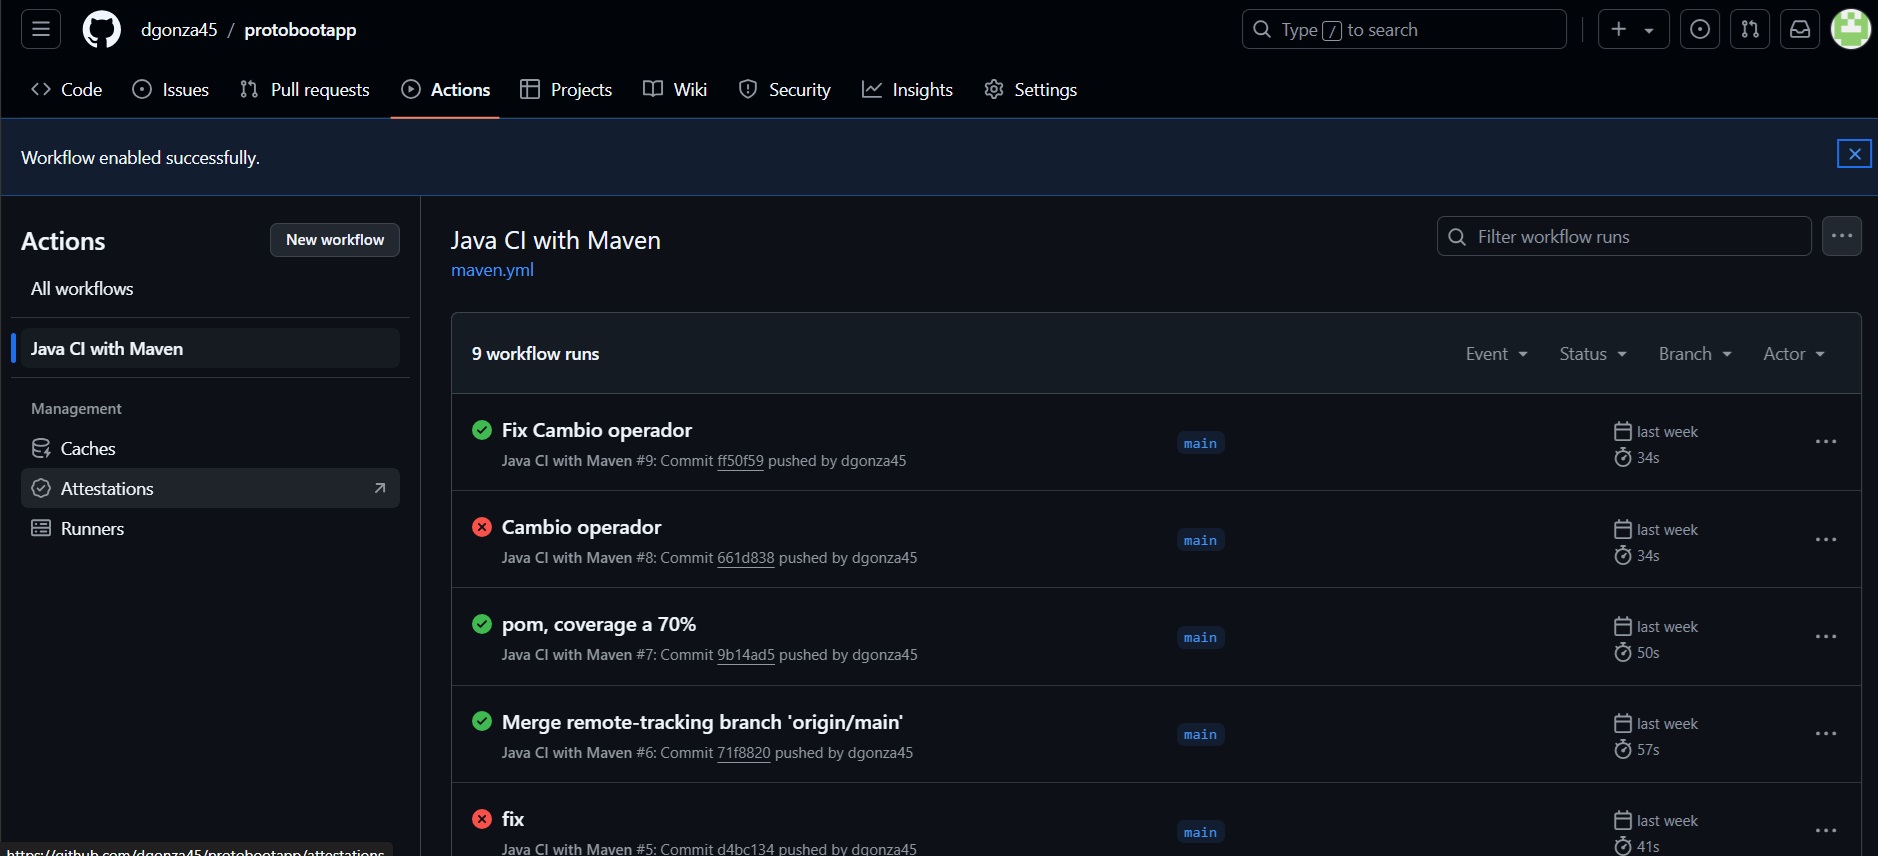 dgonza45 / protobootapp
Type / to search
Code Issues Pull requests Actions Projects Wiki Security Insights Settings
Workflow enabled successfully.
Actions
New workflow
All workflows
Java CI with Maven
Management
Caches
Attestations
Runners
Java CI with Maven
maven.yml
Filter workflow runs
9 workflow runs
Event Status Branch Actor
Fix Cambio operador
Java CI with Maven #9: Commit ff50f59 pushed by dgonza45
main
last week
34s
Cambio operador
Java CI with Maven #8: Commit 661d838 pushed by dgonza45
main
last week
34s
pom, coverage a 70%
Java CI with Maven #7: Commit 9b14ad5 pushed by dgonza45
main
last week
50s
Merge remote-tracking branch 'origin/main'
Java CI with Maven #6: Commit 71f8820 pushed by dgonza45
main
last week
57s
fix
Java CI with Maven #5: Commit d4bc134 pushed by dgonza45
main
last week
41s
https://github.com/dgonza45/protobootapp/attestations